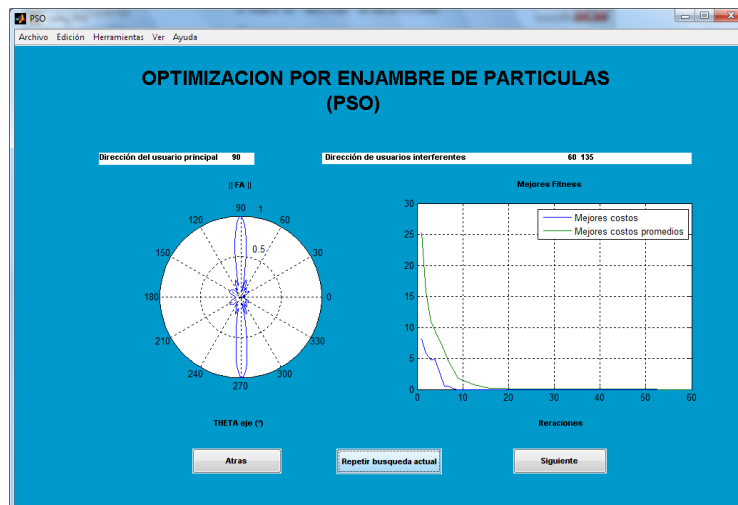 PSO
Archivo Edición Herramientas Ver Ayuda
OPTIMIZACION POR ENJAMBRE DE PARTICULAS
(PSO)
Dirección del usuario principal 90
Dirección de usuarios interferentes 60 135
|| FA ||
90 1
120 60
0.5
150 30
180 0
210 330
240 300
270
THETA eje (°)
Mejores Fitness
Mejores costos
Mejores costos promedios
30
25
20
15
10
5
0
0 10 20 30 40 50 60
Iteraciones
Atras
Repetir busqueda actual
Siguiente